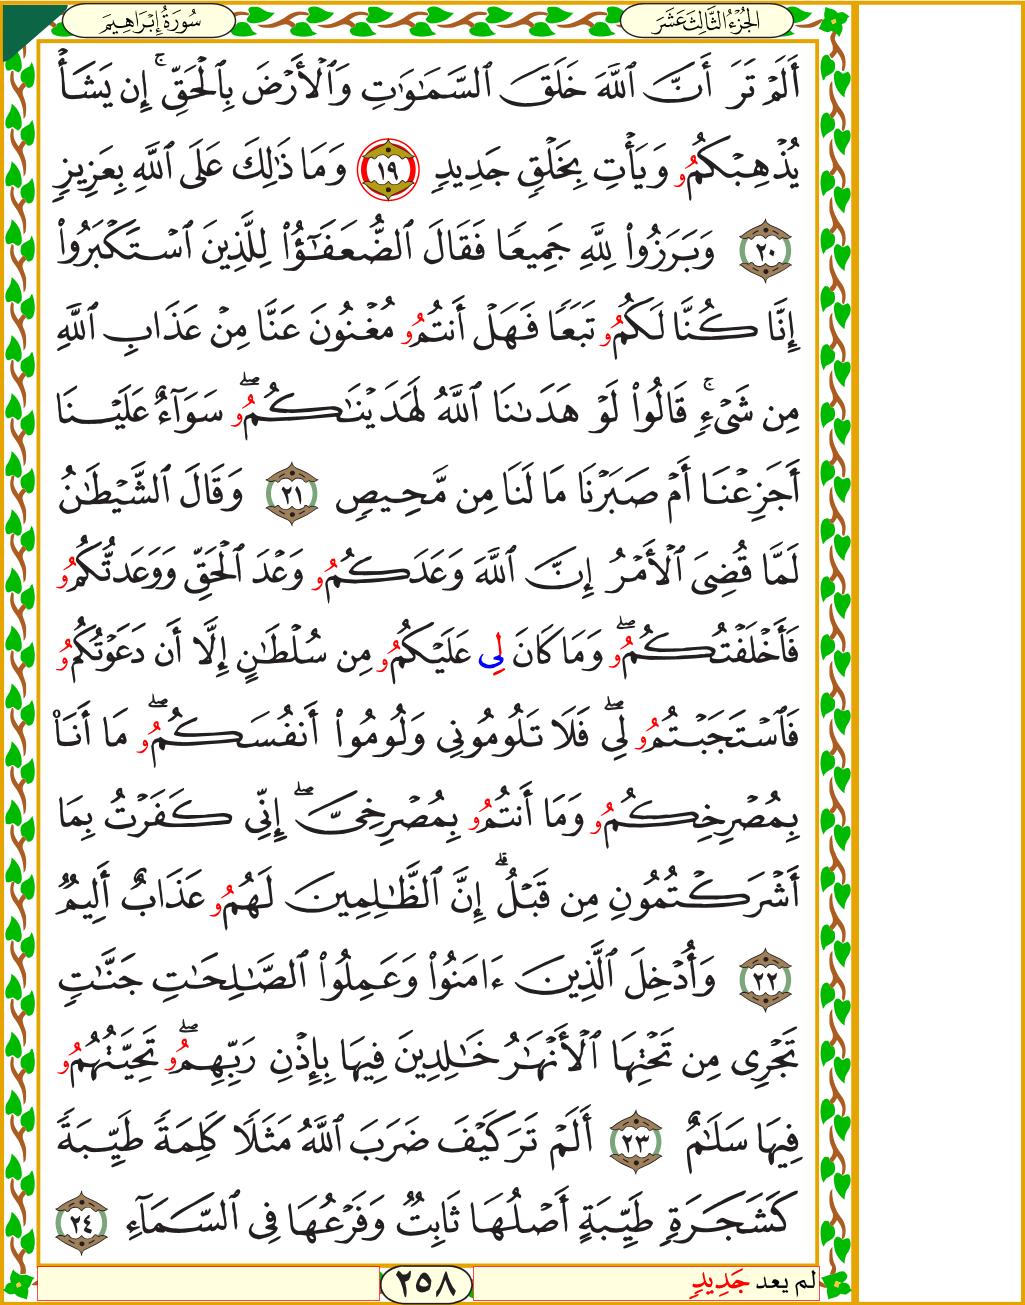 الجُزْءُ الثَّالِثَ عَشَرَ
سُورَةُ إِبْرَاهِيمَ
أَلَمْ تَرَ أَنَّ ٱللَّهَ خَلَقَ ٱلسَّمَٰوَٰتِ وَٱلْأَرْضَ بِٱلْحَقِّ ۚ إِن يَشَأْ
يُذْهِبْكُمُۥ وَيَأْتِ بِخَلْقٍۢ جَدِيدٍۢ ١٩ وَمَا ذَٰلِكَ عَلَى ٱللَّهِ بِعَزِيزٍۢ
٢٠ وَبَرَزُوا۟ لِلَّهِ جَمِيعًۭا فَقَالَ ٱلضُّعَفَٰٓؤُا۟ لِلَّذِينَ ٱسْتَكْبَرُوٓا۟
إِنَّا كُنَّا لَكُمُۥ تَبَعًۭا فَهَلْ أَنتُمُۥ مُغْنُونَ عَنَّا مِنْ عَذَابِ ٱللَّهِ
مِن شَىْءٍۢ ۚ قَالُوا۟ لَوْ هَدَىٰنَا ٱللَّهُ لَهَدَيْنَٰكُمُۥ ۖ سَوَآءٌ عَلَيْنَا
أَجَزِعْنَا أَمْ صَبَرْنَا مَا لَنَا مِن مَّحِيصٍۢ ٢١ وَقَالَ ٱلشَّيْطَٰنُ
لَمَّا قُضِىَ ٱلْأَمْرُ إِنَّ ٱللَّهَ وَعَدَكُمُۥ وَعْدَ ٱلْحَقِّ وَوَعَدتُّكُمُۥ
فَأَخْلَفْتُكُمُۥ ۖ وَمَا كَانَ لِى عَلَيْكُمُۥ مِن سُلْطَٰنٍ إِلَّا أَن دَعَوْتُكُمُۥ
فَٱسْتَجَبْتُمُۥ لِى ۖ فَلَا تَلُومُونِى وَلُومُوا۟ أَنفُسَكُمُۥ ۖ مَا أَنَا۠
بِمُصْرِخِكُمُۥ وَمَا أَنتُمُۥ بِمُصْرِخِىَّ ۖ إِنِّى كَفَرْتُ بِمَا
أَشْرَكْتُمُونِ مِن قَبْلُ ۗ إِنَّ ٱلظَّٰلِمِينَ لَهُمُۥ عَذَابٌ أَلِيمٌۭ
٢٢ وَأُدْخِلَ ٱلَّذِينَ ءَامَنُوا۟ وَعَمِلُوا۟ ٱلصَّٰلِحَٰتِ جَنَّٰتٍۢ
تَجْرِى مِن تَحْتِهَا ٱلْأَنْهَٰرُ خَٰلِدِينَ فِيهَا بِإِذْنِ رَبِّهِمُۥ ۖ تَحِيَّتُهُمُۥ
فِيهَا سَلَٰمٌ ٢٣ أَلَمْ تَرَ كَيْفَ ضَرَبَ ٱللَّهُ مَثَلًۭا كَلِمَةًۭ طَيِّبَةًۭ
كَشَجَرَةٍۢ طَيِّبَةٍ أَصْلُهَا ثَابِتٌۭ وَفَرْعُهَا فِى ٱلسَّمَآءِ ٢٤
لم يعد جَدِيدٍۢ
٢٥٨